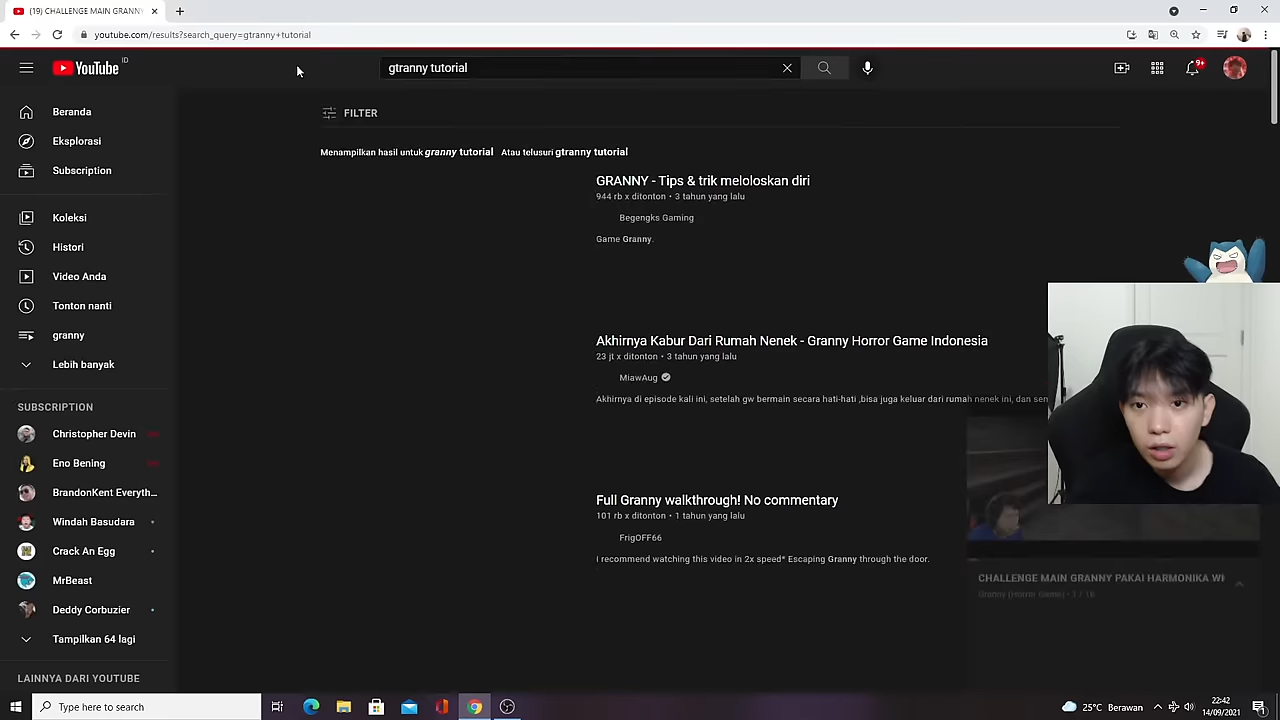 (19) CHALLENGE MAIN GRANNY
youtube.com/results?search_query=gtranny+tutorial
YouTube ID
gtranny tutorial
9+
Beranda
Eksplorasi
Subscription
Koleksi
Histori
Video Anda
Tonton nanti
granny
Lebih banyak
SUBSCRIPTION
Christopher Devin
Eno Bening
BrandonKent Everyth...
Windah Basudara
Crack An Egg
MrBeast
Deddy Corbuzier
Tampilkan 64 lagi
LAINNYA DARI YOUTUBE
FILTER
Menampilkan hasil untuk granny tutorial Atau telusuri gtranny tutorial
GRANNY - Tips & trik meloloskan diri
944 rb x ditonton • 3 tahun yang lalu
Begengks Gaming
Game Granny.
Akhirnya Kabur Dari Rumah Nenek - Granny Horror Game Indonesia
23 jt x ditonton • 3 tahun yang lalu
MiawAug
Akhirnya di episode kali ini, setelah gw bermain secara hati-hati ,bisa juga keluar dari rumah nenek ini, dan sem
Full Granny walkthrough! No commentary
101 rb x ditonton • 1 tahun yang lalu
FrigOFF66
I recommend watching this video in 2x speed* Escaping Granny through the door.
CHALLENGE MAIN GRANNY PAKAI HARMONIKA WI
Granny (Horror Game) • 1 / 16
Type here to search
25°C Berawan
22:42
14/09/2021